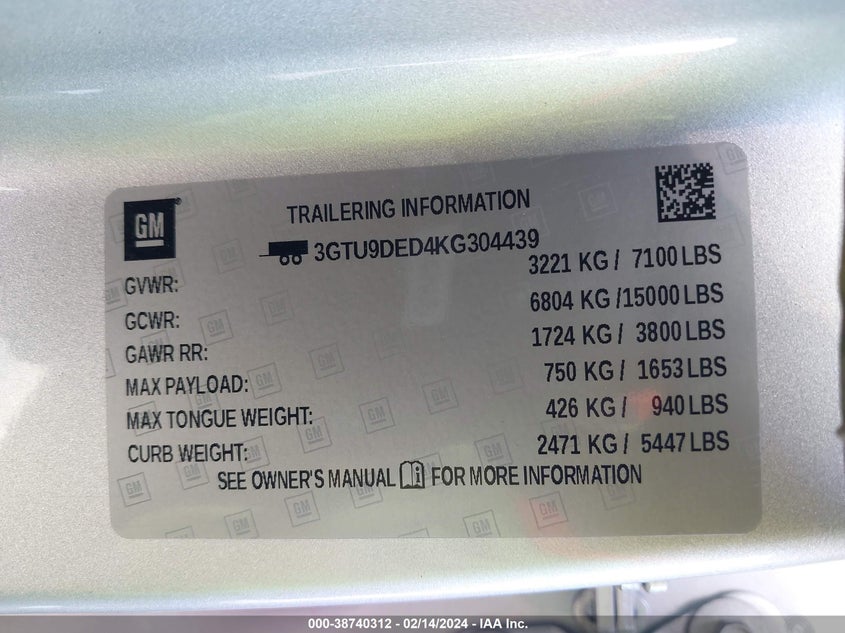 GM
TRAILERING INFORMATION
3GTU9DED4KG304439
GVWR: 3221 KG / 7100 LBS
GCWR: 6804 KG /15000 LBS
GAWR RR: 1724 KG / 3800 LBS
MAX PAYLOAD: 750 KG / 1653 LBS
MAX TONGUE WEIGHT: 426 KG / 940 LBS
CURB WEIGHT: 2471 KG / 5447 LBS
SEE OWNER'S MANUAL i FOR MORE INFORMATION
000-38740312 - 02/14/2024 - IAA Inc.